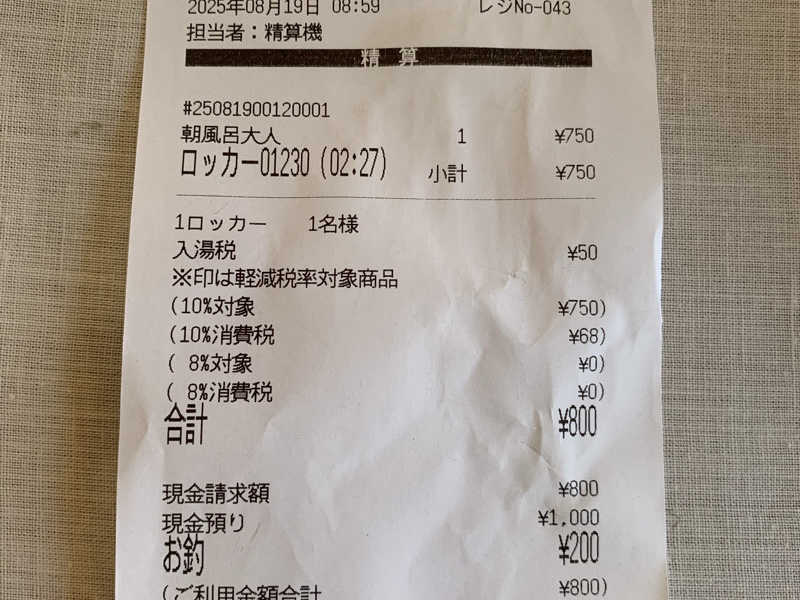 2025年08月19日 08:59 レジNo-043
担当者：精算機
精 算
#25081900120001
朝風呂大人 1 ¥750
ロッカー01230 (02:27) 小計 ¥750
1ロッカー 1名様
入湯税 ¥50
※印は軽減税率対象商品
(10%対象 ¥750)
(10%消費税 ¥68)
( 8%対象 ¥0)
( 8%消費税 ¥0)
合計 ¥800
現金請求額 ¥800
現金預り ¥1,000
お釣 ¥200
(ご利用金額合計 ¥800)